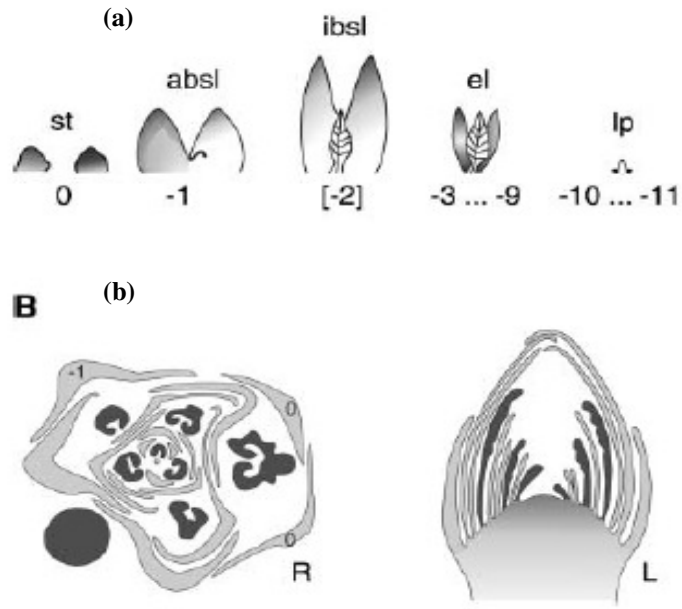 (a)
ibsl
absl
el
st
lp
0 -1 [-2] -3 ... -9 -10 ... -11
B (b)
-1
0
0
R L